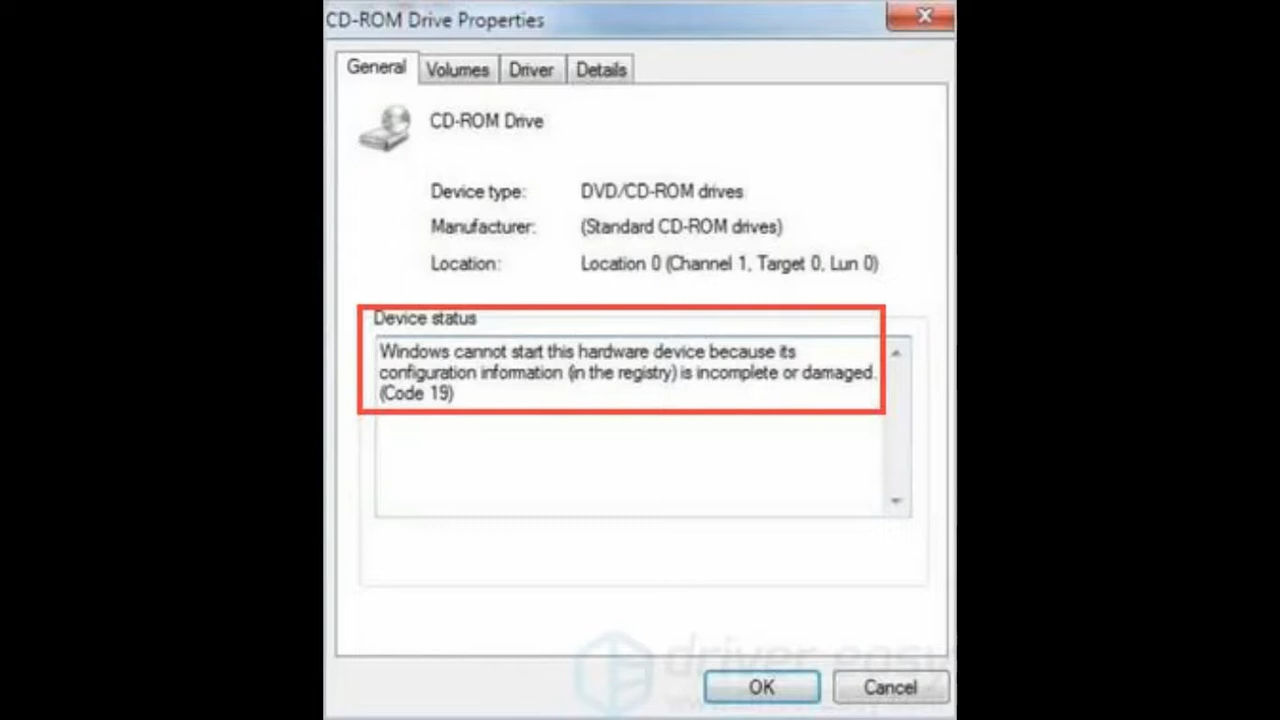 CD-ROM Drive Properties
General Volumes Driver Details
CD-ROM Drive
Device type: DVD/CD-ROM drives
Manufacturer: (Standard CD-ROM drives)
Location: Location 0 (Channel 1, Target 0, Lun 0)
Device status
Windows cannot start this hardware device because its
configuration information (in the registry) is incomplete or damaged.
(Code 19)
driver easy
OK Cancel